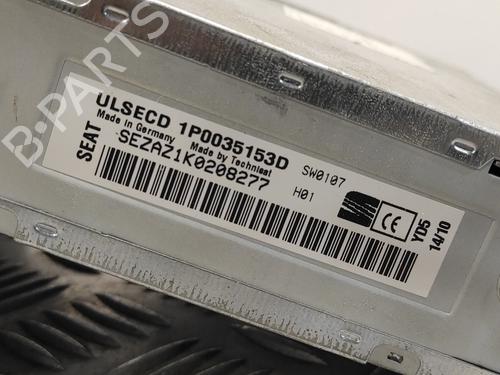 B-PARTS
ULSECD 1P0035153D
Made in Germany Made by Technisat
SEAT SEZAZ1K0208277
SW0107
H01
CE
YD5
14/10